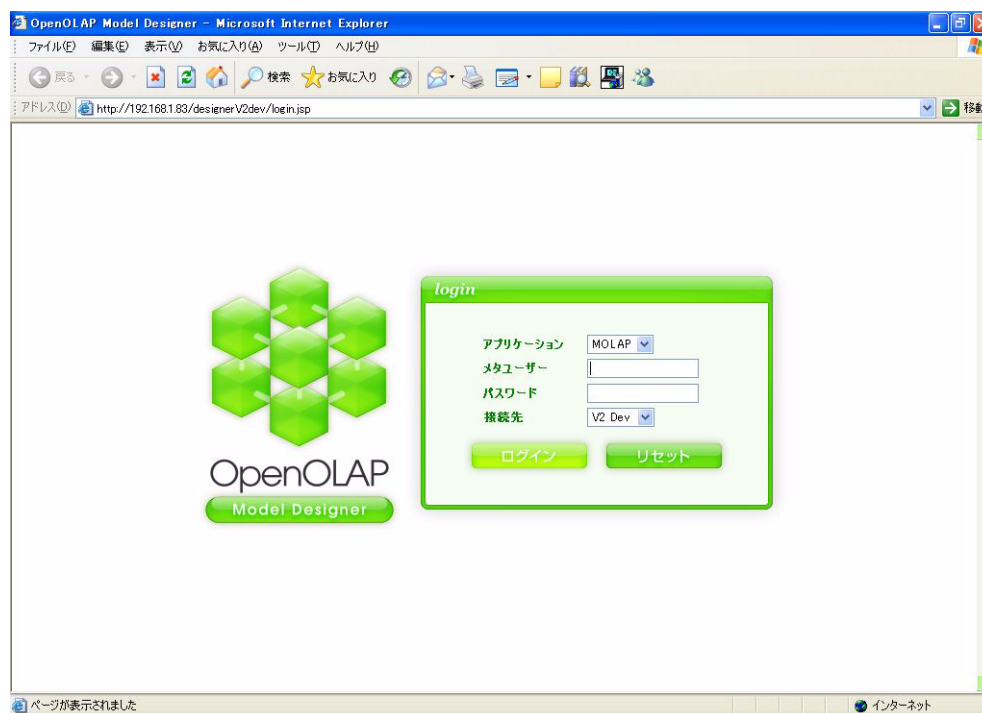 OpenOLAP Model Designer - Microsoft Internet Explorer
ファイル(F) 編集(E) 表示(V) お気に入り(A) ツール(T) ヘルプ(H)
戻る 検索 お気に入り
アドレス(D) http://192.168.1.83/designerV2dev/login.jsp 移動
login
アプリケーション MOLAP
メタユーザー
パスワード
接続先 V2 Dev
ログイン リセット
OpenOLAP
Model Designer
ページが表示されました インターネット